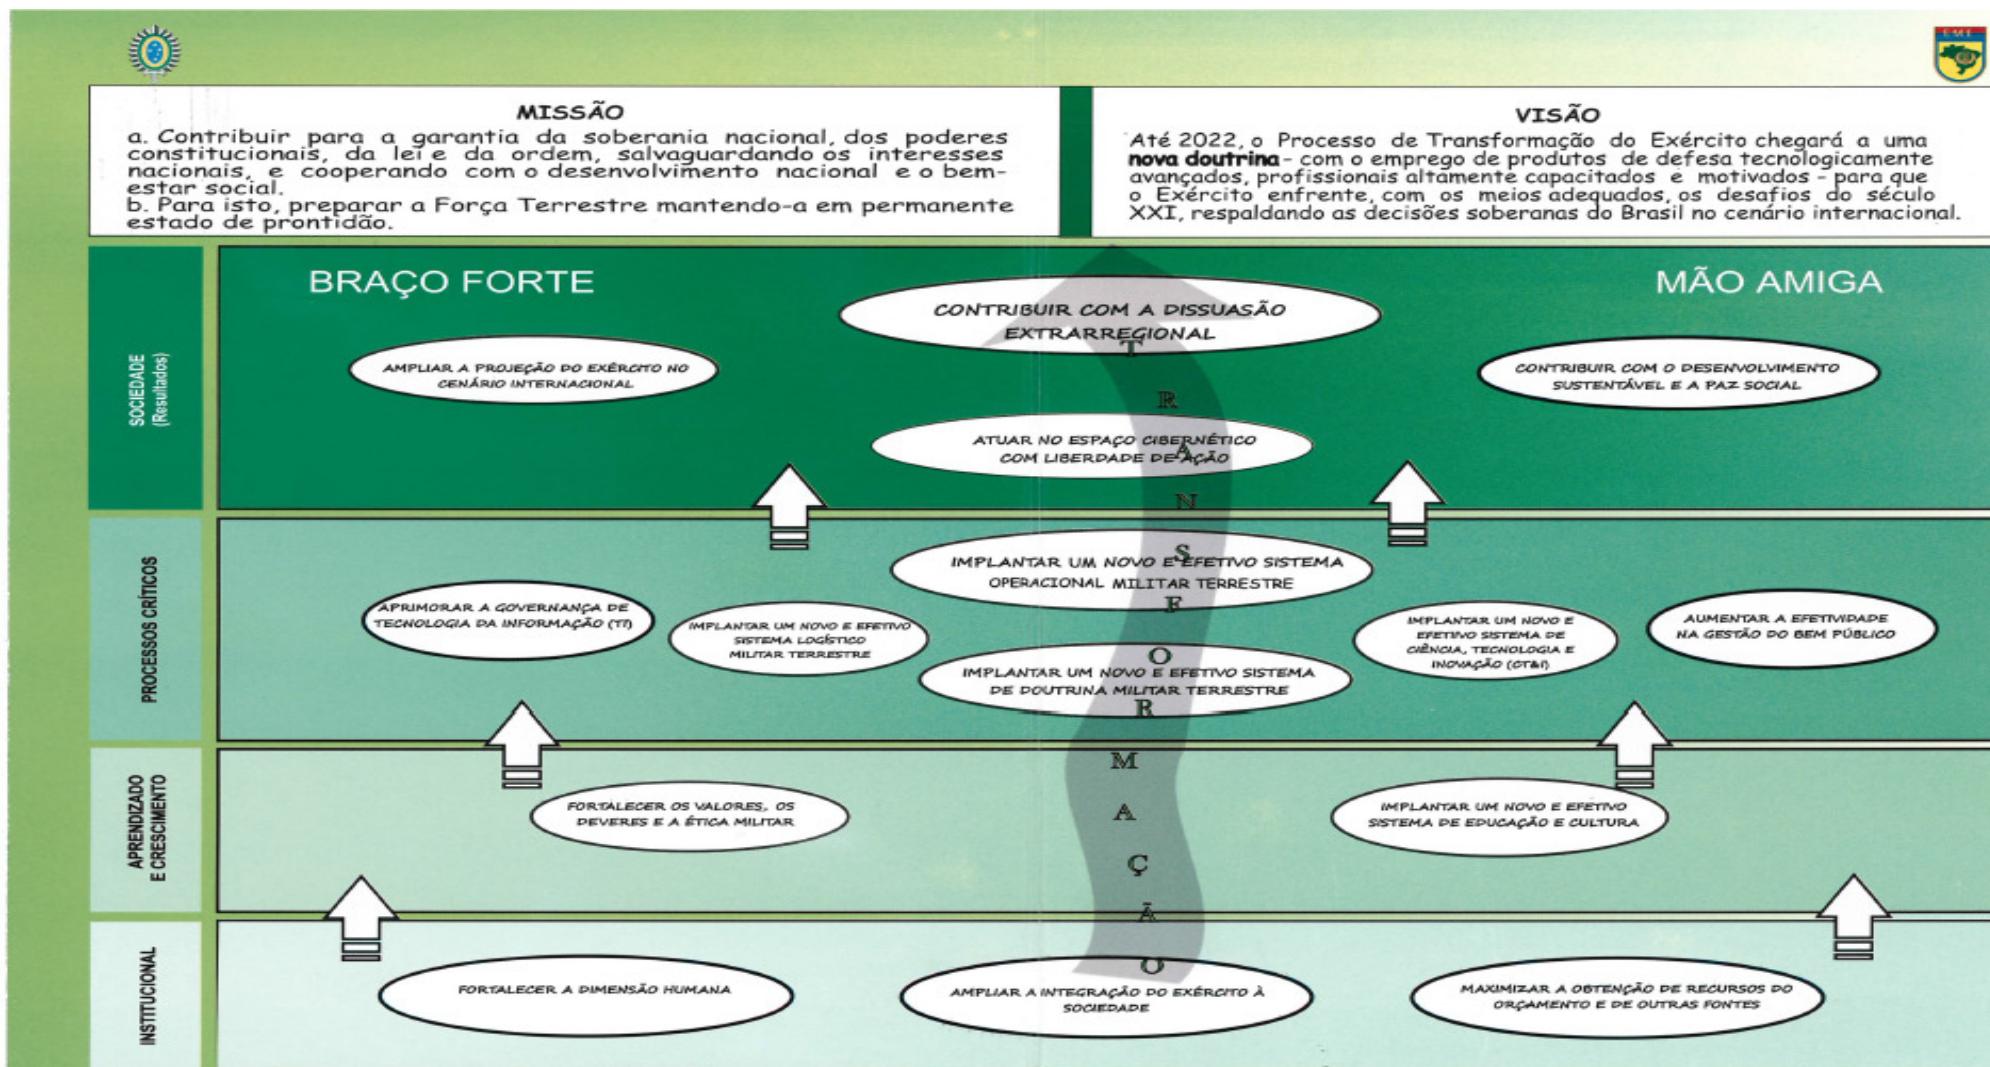 EME
MISSÃO
a. Contribuir para a garantia da soberania nacional, dos poderes
constitucionais, da lei e da ordem, salvaguardando os interesses
nacionais, e cooperando com o desenvolvimento nacional e o bem-
estar social.
b. Para isto, preparar a Força Terrestre mantendo-a em permanente
estado de prontidão.
VISÃO
Até 2022, o Processo de Transformação do Exército chegará a uma
nova doutrina - com o emprego de produtos de defesa tecnologicamente
avançados, profissionais altamente capacitados e motivados - para que
o Exército enfrente, com os meios adequados, os desafios do século
XXI, respaldando as decisões soberanas do Brasil no cenário internacional.
SOCIEDADE
(Resultados)
BRAÇO FORTE
MÃO AMIGA
CONTRIBUIR COM A DISSUASÃO
EXTRARREGIONAL
AMPLIAR A PROJEÇÃO DO EXÉRCITO NO
CENÁRIO INTERNACIONAL
CONTRIBUIR COM O DESENVOLVIMENTO
SUSTENTÁVEL E A PAZ SOCIAL
ATUAR NO ESPAÇO CIBERNÉTICO
COM LIBERDADE DE AÇÃO
TRANSFORMAÇÃO
PROCESSOS CRÍTICOS
IMPLANTAR UM NOVO E EFETIVO SISTEMA
OPERACIONAL MILITAR TERRESTRE
APRIMORAR A GOVERNANÇA DE
TECNOLOGIA DA INFORMAÇÃO (TI)
IMPLANTAR UM NOVO E EFETIVO
SISTEMA LOGÍSTICO
MILITAR TERRESTRE
IMPLANTAR UM NOVO E EFETIVO SISTEMA
DE DOUTRINA MILITAR TERRESTRE
IMPLANTAR UM NOVO E
EFETIVO SISTEMA DE
CIÊNCIA, TECNOLOGIA E
INOVAÇÃO (CT&I)
AUMENTAR A EFETIVIDADE
NA GESTÃO DO BEM PÚBLICO
APRENDIZADO
E CRESCIMENTO
FORTALECER OS VALORES, OS
DEVERES E A ÉTICA MILITAR
IMPLANTAR UM NOVO E EFETIVO
SISTEMA DE EDUCAÇÃO E CULTURA
INSTITUCIONAL
FORTALECER A DIMENSÃO HUMANA
AMPLIAR A INTEGRAÇÃO DO EXÉRCITO À
SOCIEDADE
MAXIMIZAR A OBTENÇÃO DE RECURSOS DO
ORÇAMENTO E DE OUTRAS FONTES